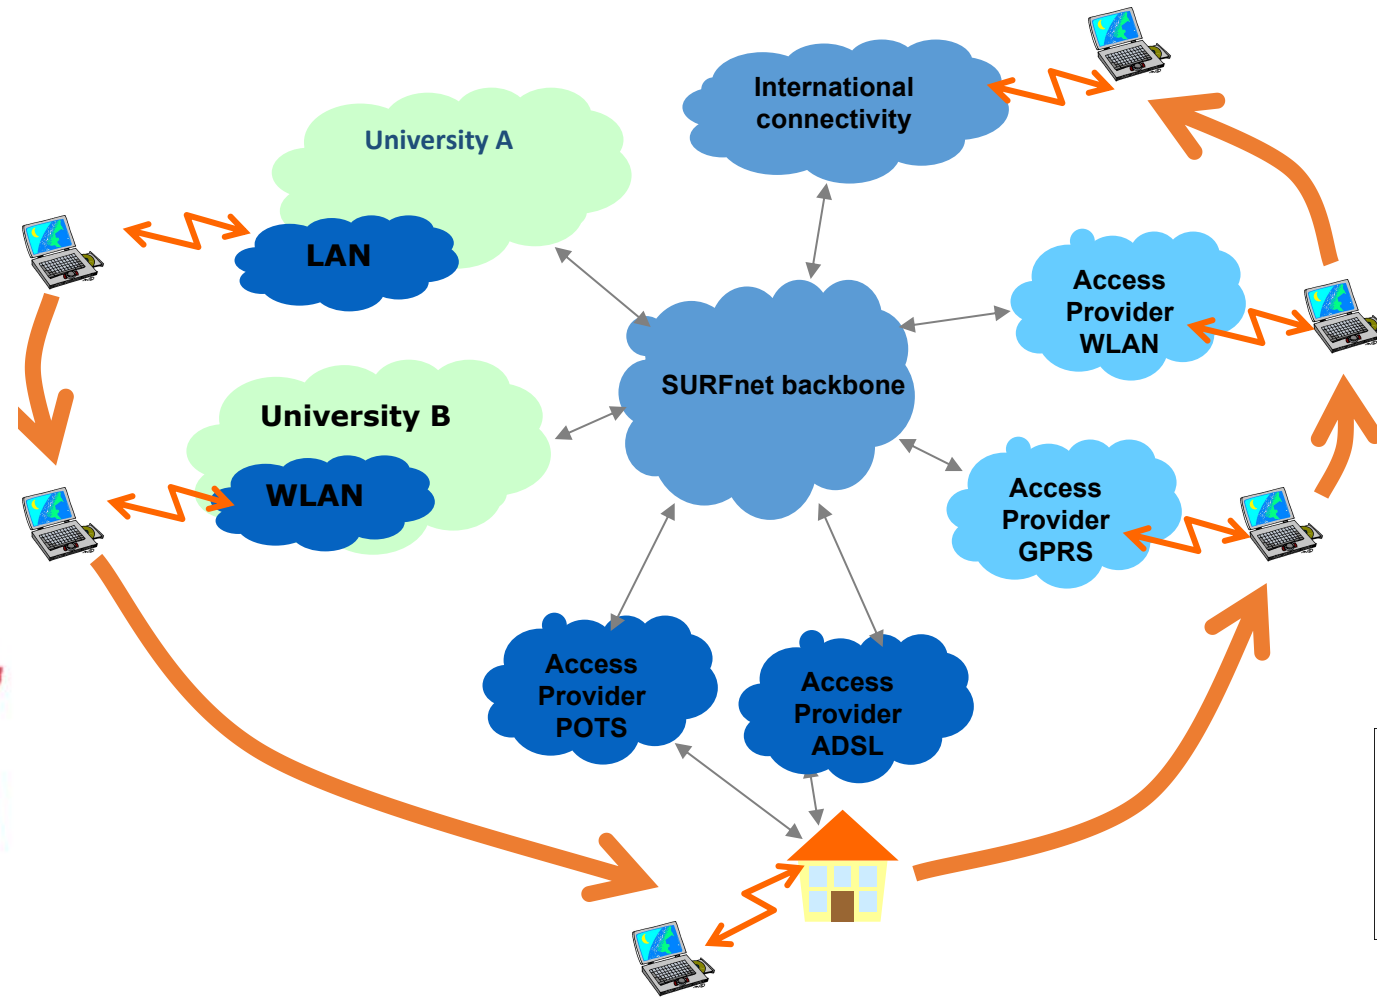 International
connectivity
University A
LAN
Access
Provider
WLAN
SURFnet backbone
University B
WLAN
Access
Provider
GPRS
Access
Provider
POTS
Access
Provider
ADSL